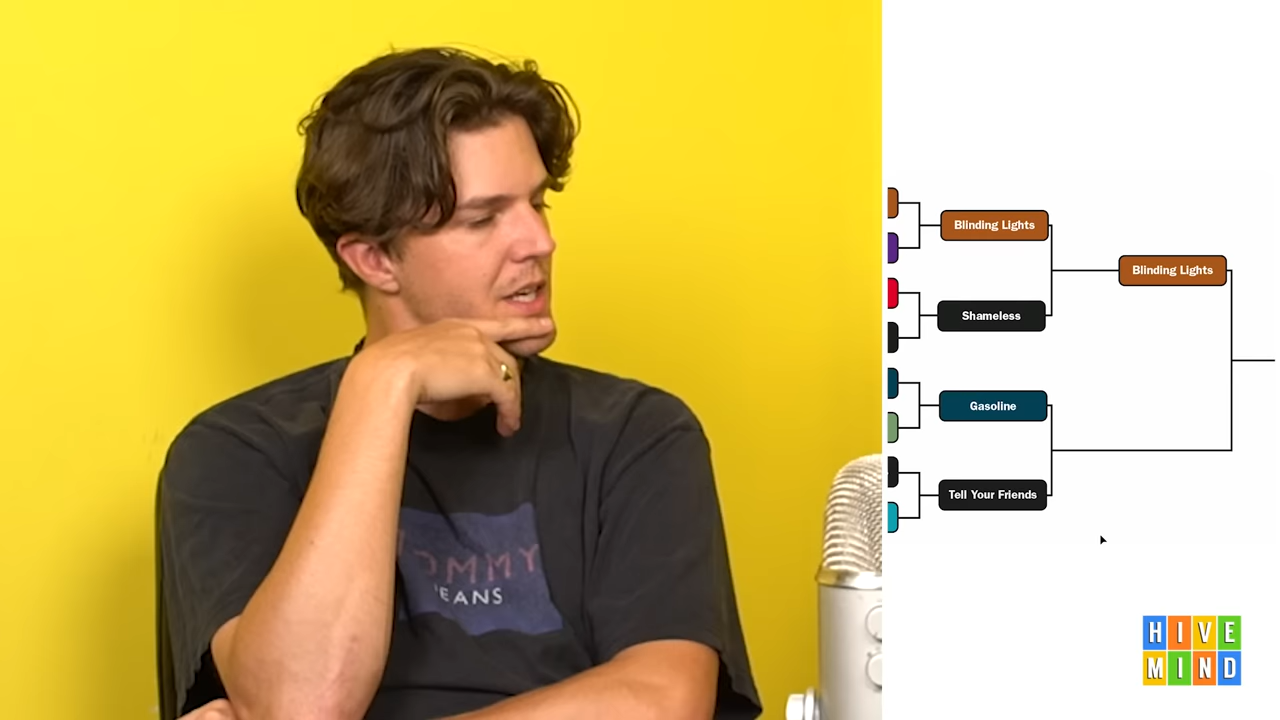 OMMY
EANS
Blinding Lights
Blinding Lights
Shameless
Gasoline
Tell Your Friends
HIVE
MIND